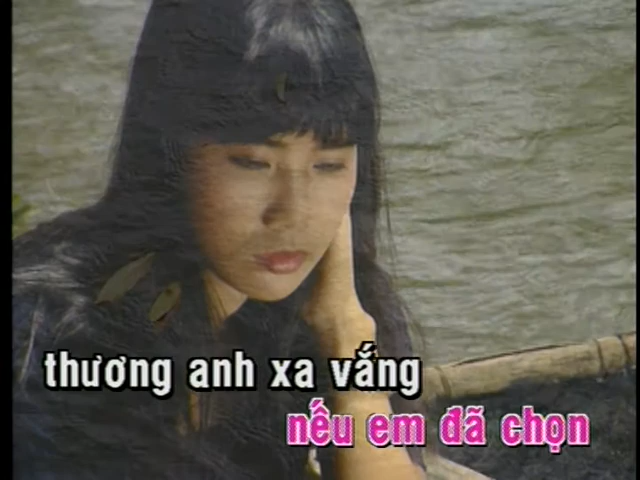 thương anh xa vắng
nếu em đã chọn